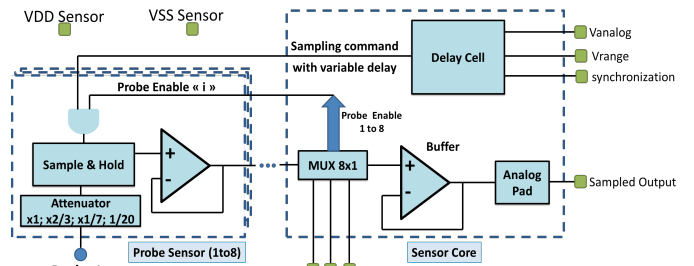 VDD Sensor
VSS Sensor
Sampling command
with variable delay
Delay Cell
Vanalog
Vrange
synchronization
Probe Enable « i »
Probe Enable
1 to 8
Sample & Hold
+
-
MUX 8x1
Buffer
+
-
Analog
Pad
Sampled Output
Attenuator
x1; x2/3; x1/7; 1/20
Probe Sensor (1to8)
Sensor Core